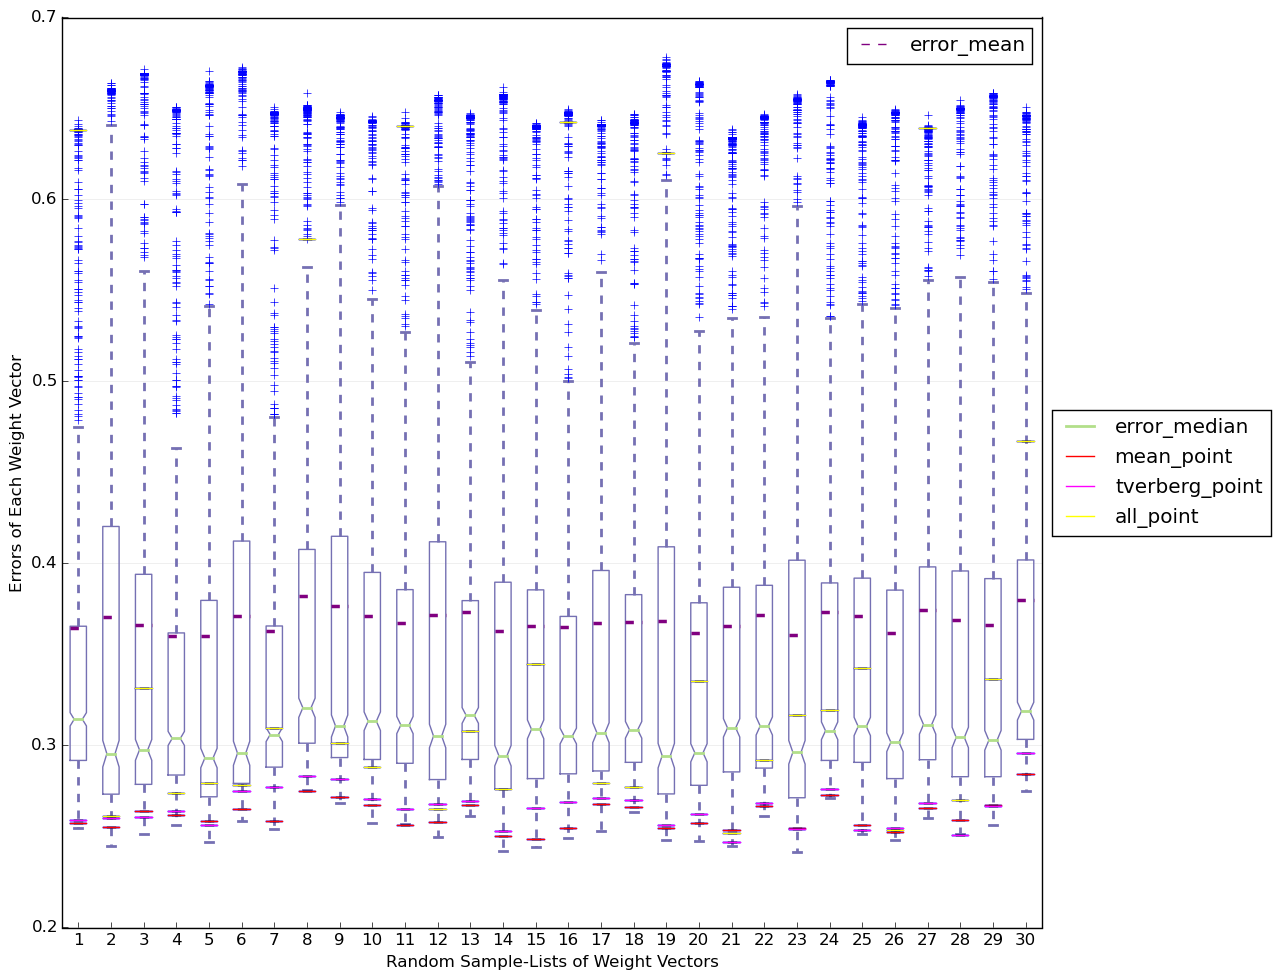 0.7
0.6
0.5
0.4
0.3
0.2
Errors of Each Weight Vector
error_mean
error_median
mean_point
tverberg_point
all_point
1 2 3 4 5 6 7 8 9 10 11 12 13 14 15 16 17 18 19 20 21 22 23 24 25 26 27 28 29 30
Random Sample-Lists of Weight Vectors